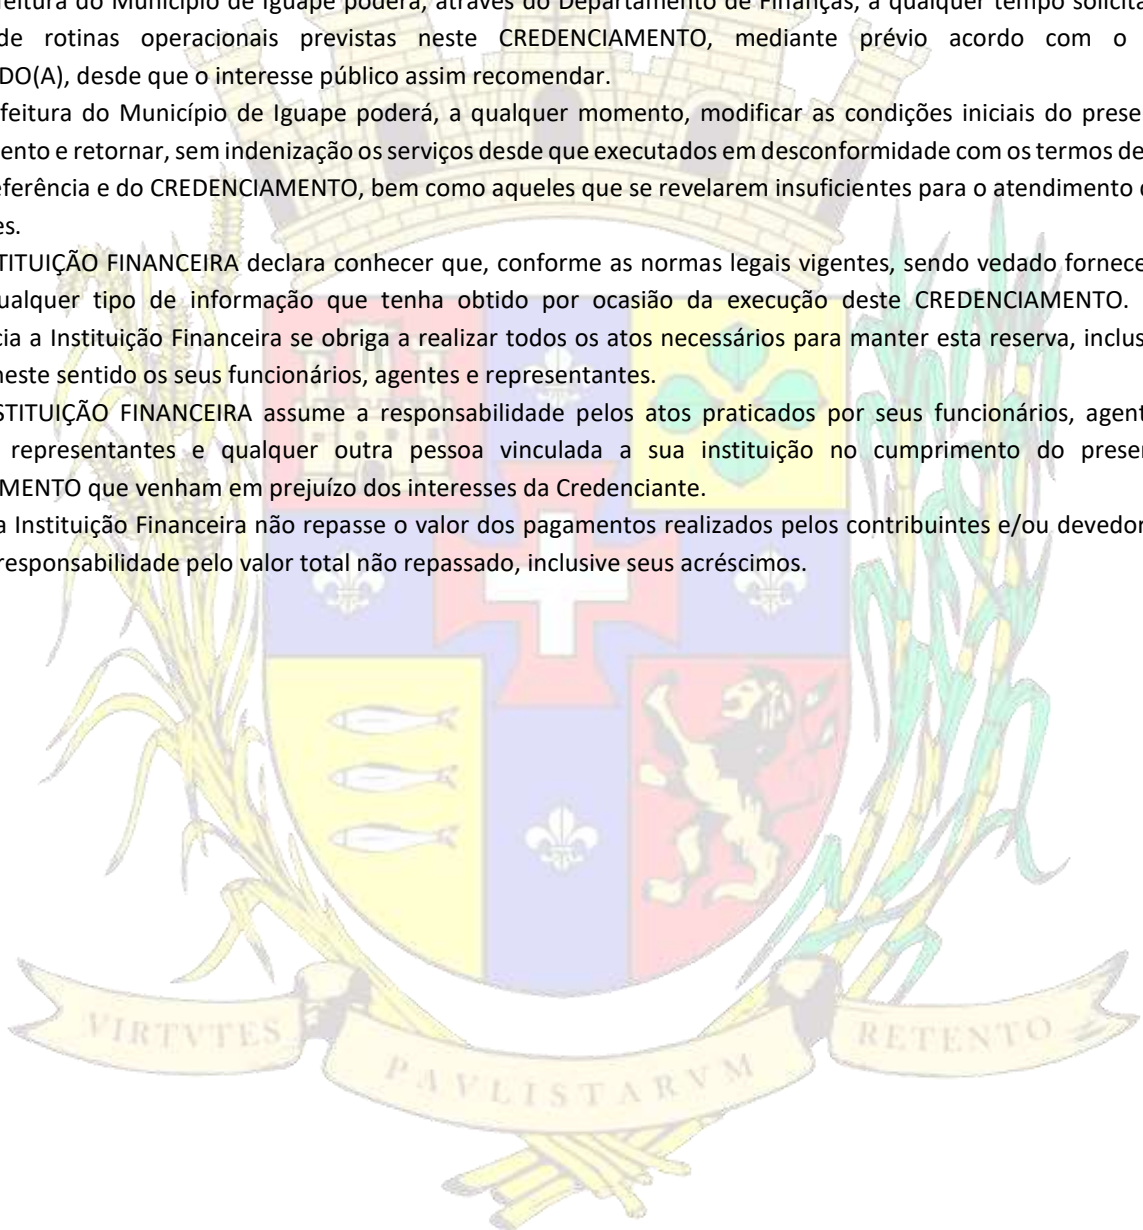 feitura do Município de Iguape poderá, através do Departamento de Finanças, a qualquer tempo solicita
de rotinas operacionais previstas neste CREDENCIAMENTO, mediante prévio acordo com o
DO(A), desde que o interesse público assim recomendar.
feitura do Município de Iguape poderá, a qualquer momento, modificar as condições iniciais do prese
ento e retornar, sem indenização os serviços desde que executados em desconformidade com os termos de
eferência e do CREDENCIAMENTO, bem como aqueles que se revelarem insuficientes para o atendimento
es.
TITUIÇÃO FINANCEIRA declara conhecer que, conforme as normas legais vigentes, sendo vedado fornece
ualquer tipo de informação que tenha obtido por ocasião da execução deste CREDENCIAMENTO.
cia a Instituição Financeira se obriga a realizar todos os atos necessários para manter esta reserva, inclus
neste sentido os seus funcionários, agentes e representantes.
STITUIÇÃO FINANCEIRA assume a responsabilidade pelos atos praticados por seus funcionários, agent
representantes e qualquer outra pessoa vinculada a sua instituição no cumprimento do presen
MENTO que venham em prejuízo dos interesses da Credenciante.
a Instituição Financeira não repasse o valor dos pagamentos realizados pelos contribuintes e/ou devedor
responsabilidade pelo valor total não repassado, inclusive seus acréscimos.
VIRTVTES PAVLISTARVM RETENTO